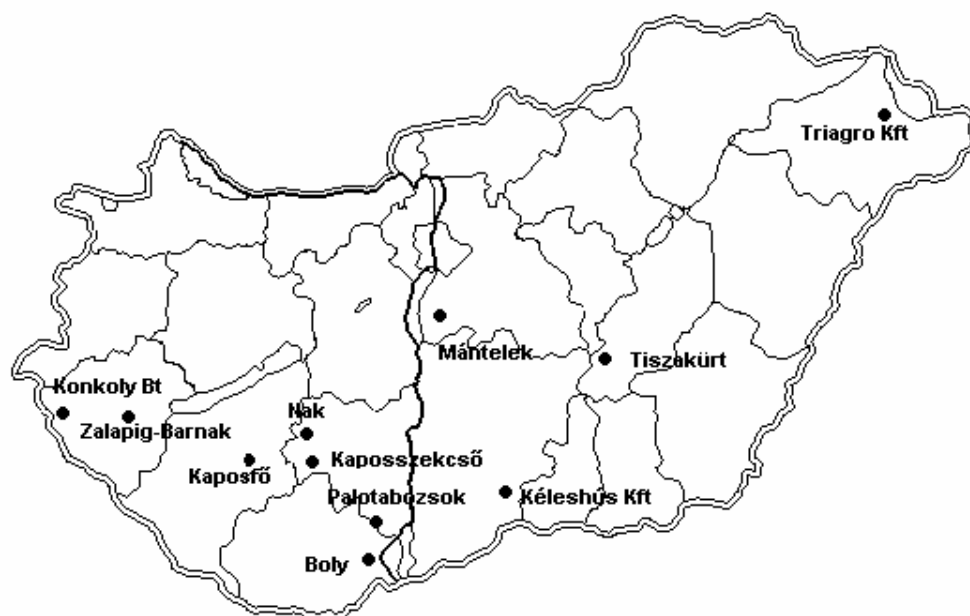 Triagro Kft
Mántelek
Tiszakürt
Konkoly Bt
Zalapig-Barnak
Nak
Kaposfő
Kaposszekcső
Palotabozsok
Kéleshús Kft
Boly